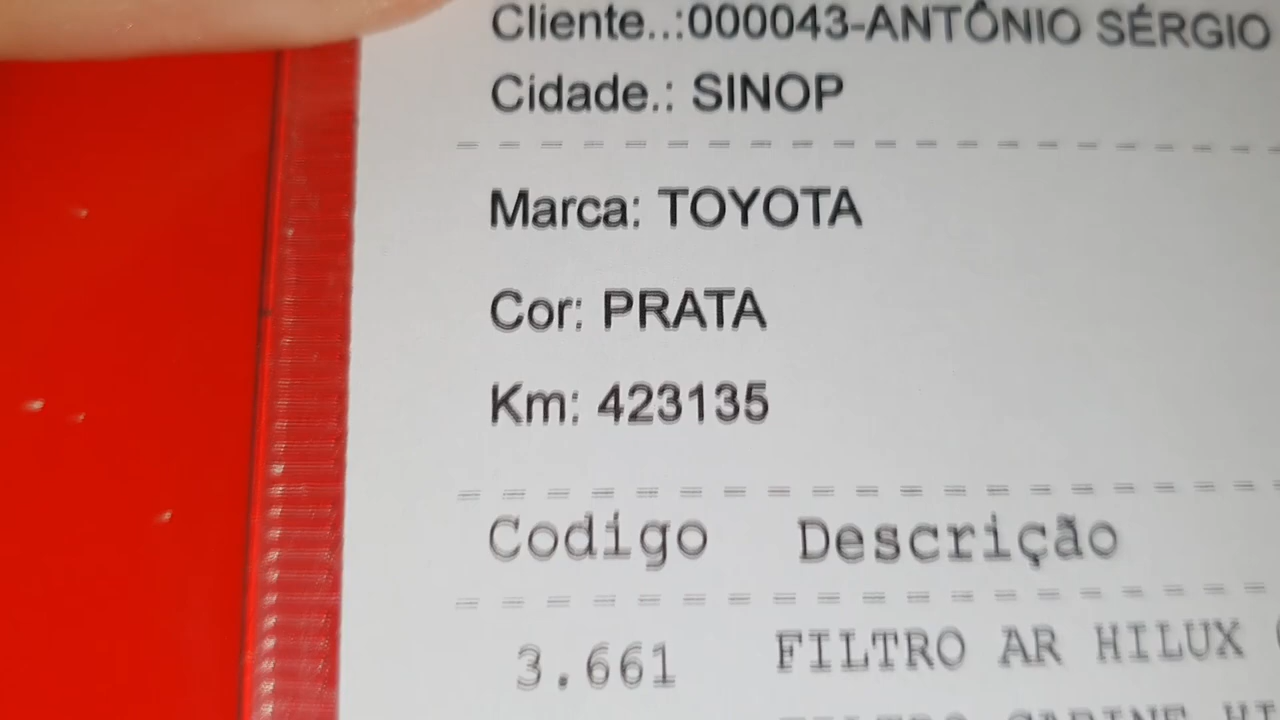 Cliente..:000043-ANTÔNIO SÉRGIO
Cidade.: SINOP
Marca: TOYOTA
Cor: PRATA
Km: 423135
Codigo Descrição
3.661 FILTRO AR HILUX